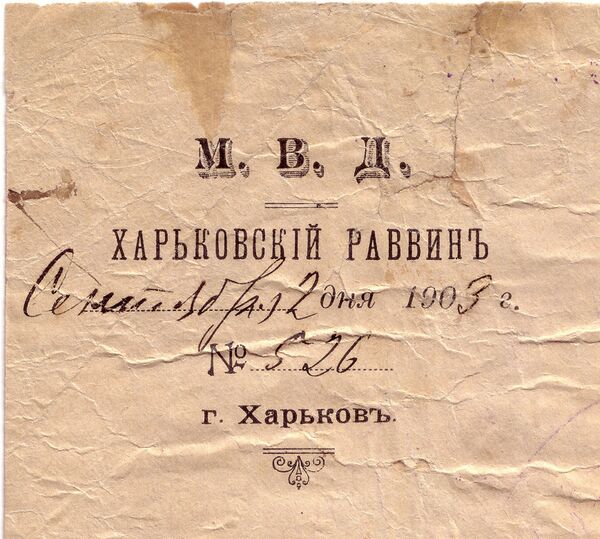 М. В. Д.
ХАРЬКОВСКІЙ РАВВИНЪ
Сентября 2 дня 1903 г.
№ 526
г. Харьковъ.